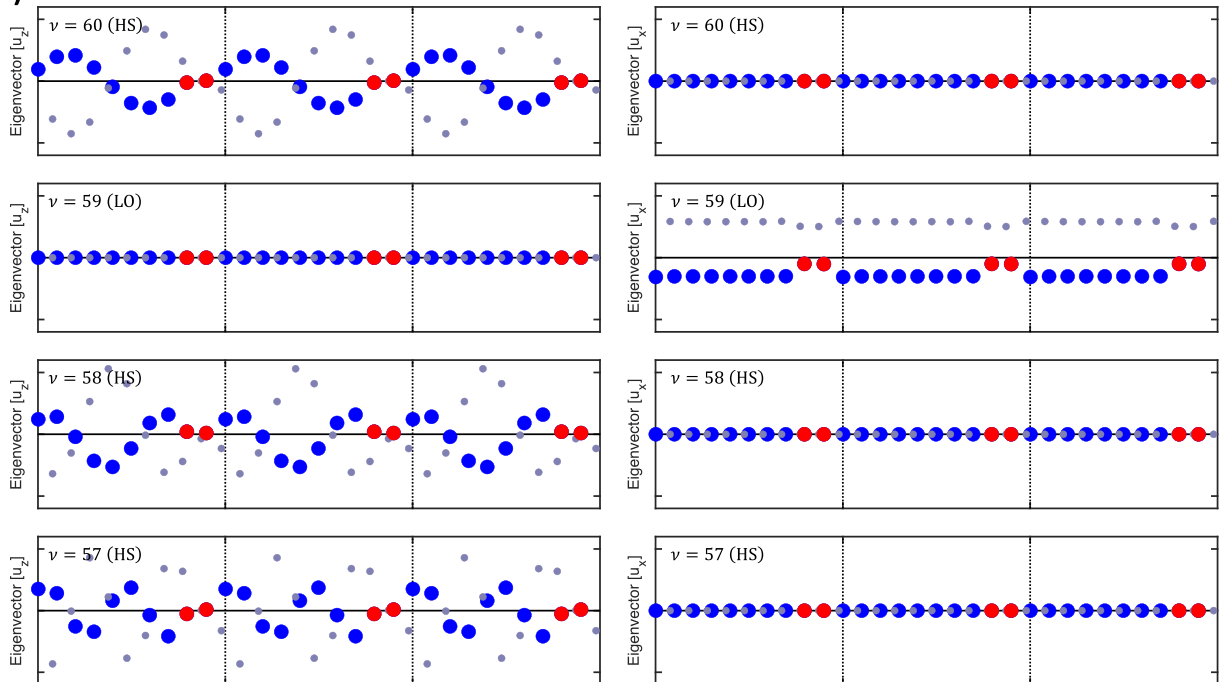 ν = 60 (HS)
Eigenvector [u_z]
ν = 60 (HS)
Eigenvector [u_x]
ν = 59 (LO)
Eigenvector [u_z]
ν = 59 (LO)
Eigenvector [u_x]
ν = 58 (HS)
Eigenvector [u_z]
ν = 58 (HS)
Eigenvector [u_x]
ν = 57 (HS)
Eigenvector [u_z]
ν = 57 (HS)
Eigenvector [u_x]